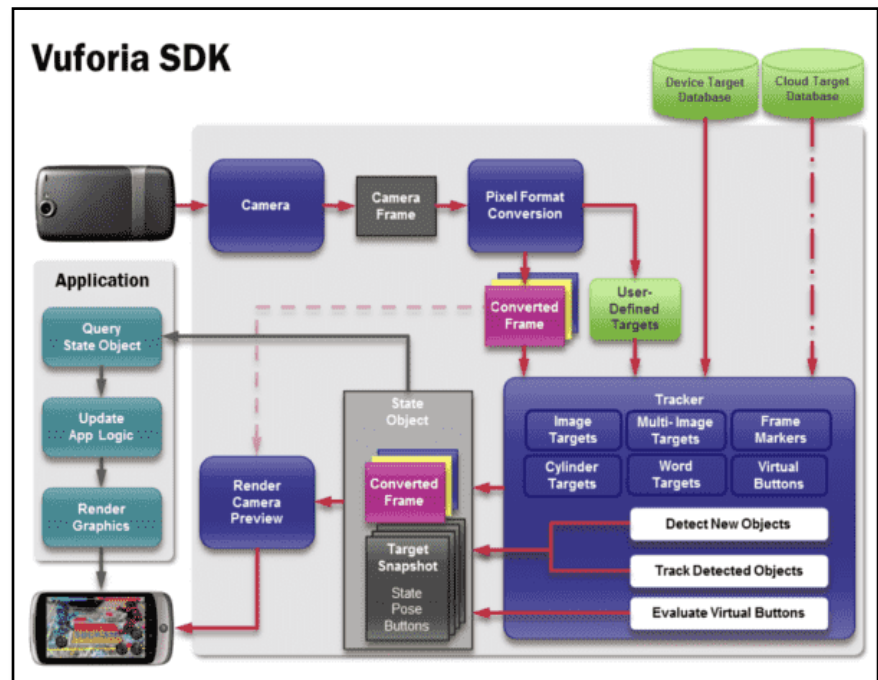 Vuforia SDK
Device Target
Database
Cloud Target
Database
Camera
Camera
Frame
Pixel Format
Conversion
Application
Query
State Object
Update
App Logic
Render
Graphics
Converted
Frame
User-
Defined
Targets
State
Object
Converted
Frame
Target
Snapshot
State
Pose
Buttons
Render
Camera
Preview
Tracker
Image
Targets
Multi- Image
Targets
Frame
Markers
Cylinder
Targets
Word
Targets
Virtual
Buttons
Detect New Objects
Track Detected Objects
Evaluate Virtual Buttons